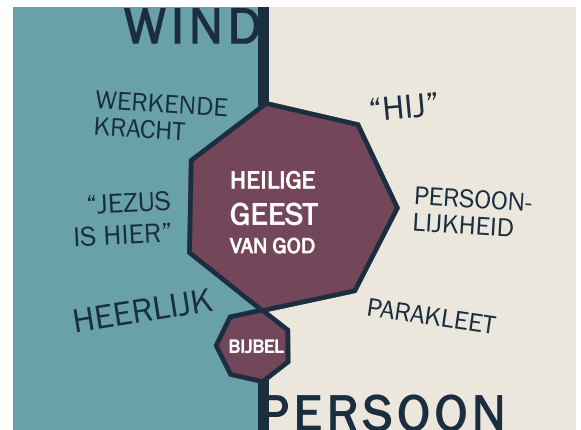 WIND
WERKENDE
KRACHT
“HIJ”
HEILIGE
GEEST
VAN GOD
“JEZUS
IS HIER”
PERSOON-
LIJKHEID
HEERLIJK
PARAKLEET
BIJBEL
PERSOON